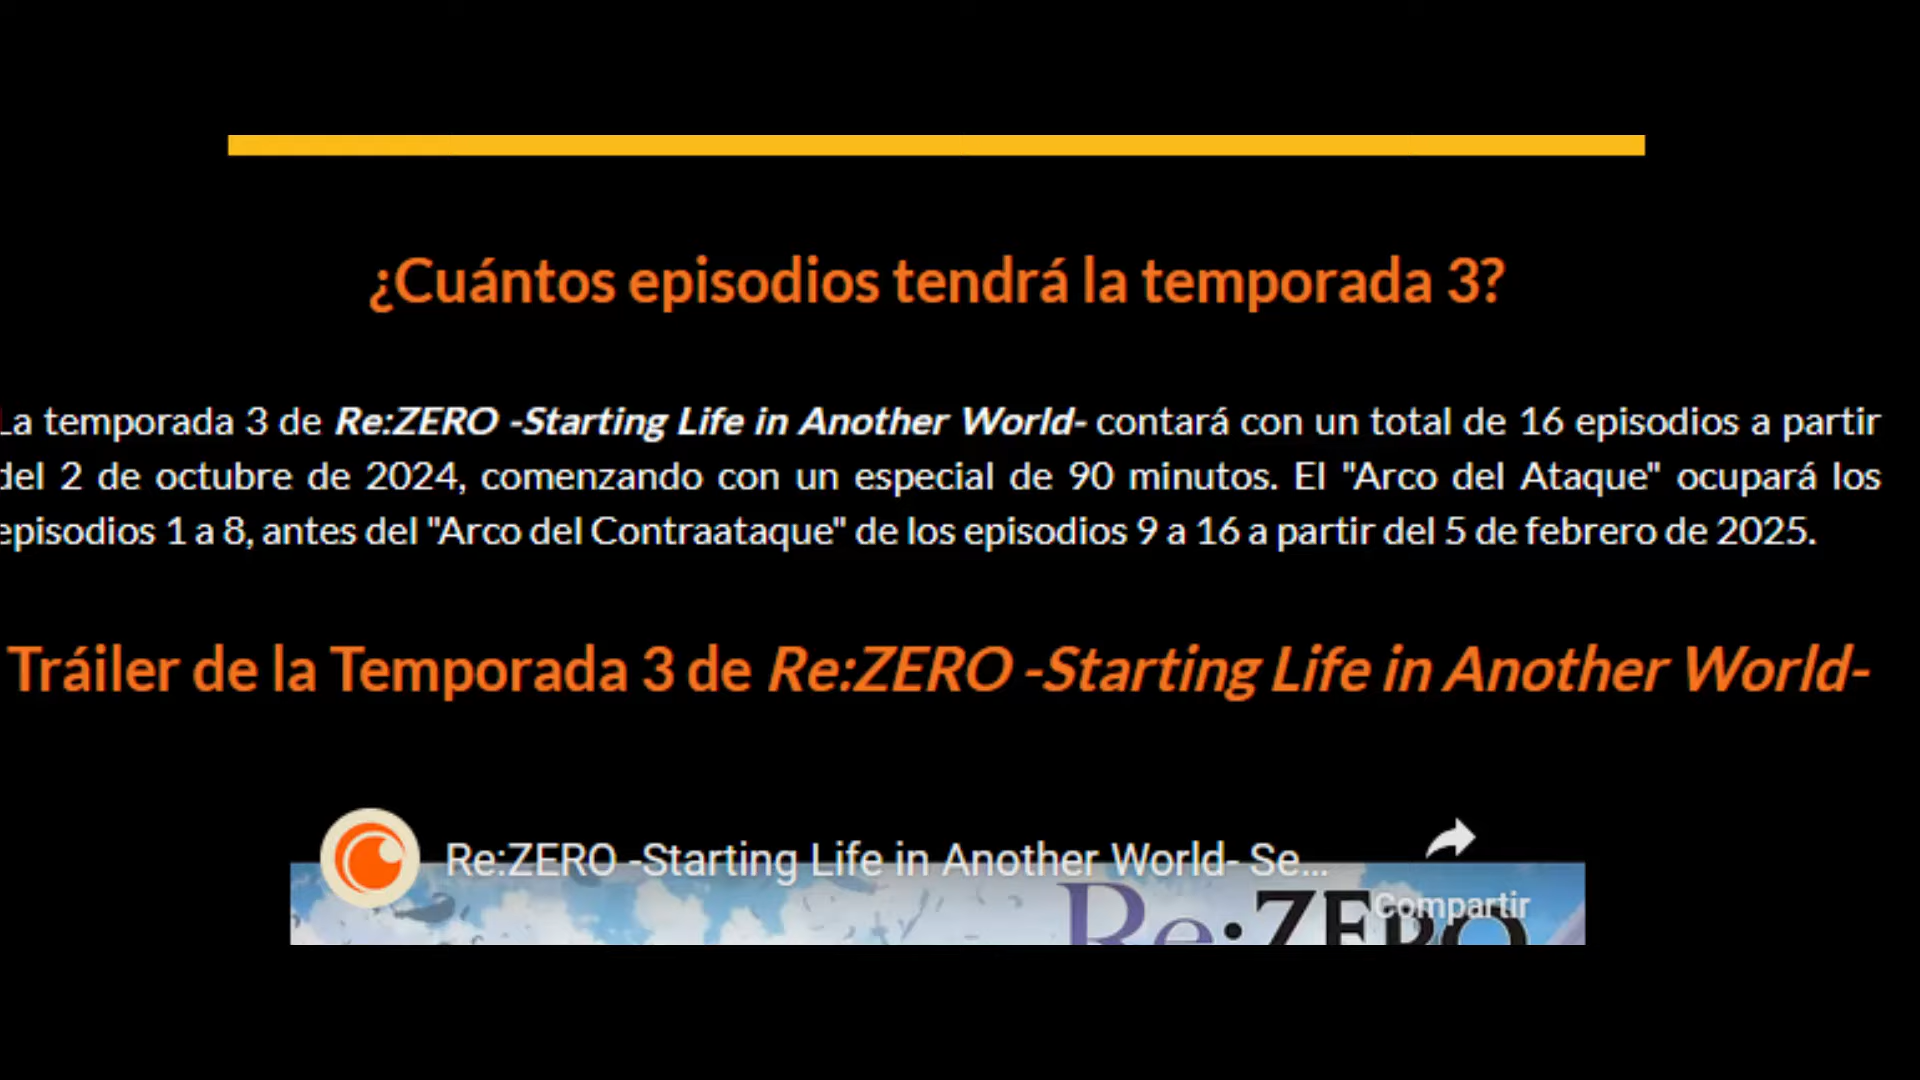 ¿Cuántos episodios tendrá la temporada 3?
La temporada 3 de Re:ZERO -Starting Life in Another World- contará con un total de 16 episodios a partir
del 2 de octubre de 2024, comenzando con un especial de 90 minutos. El "Arco del Ataque" ocupará los
episodios 1 a 8, antes del "Arco del Contraataque" de los episodios 9 a 16 a partir del 5 de febrero de 2025.
Tráiler de la Temporada 3 de Re:ZERO -Starting Life in Another World-
Re:ZERO -Starting Life in Another World- Se...
Compartir
Re:ZERO